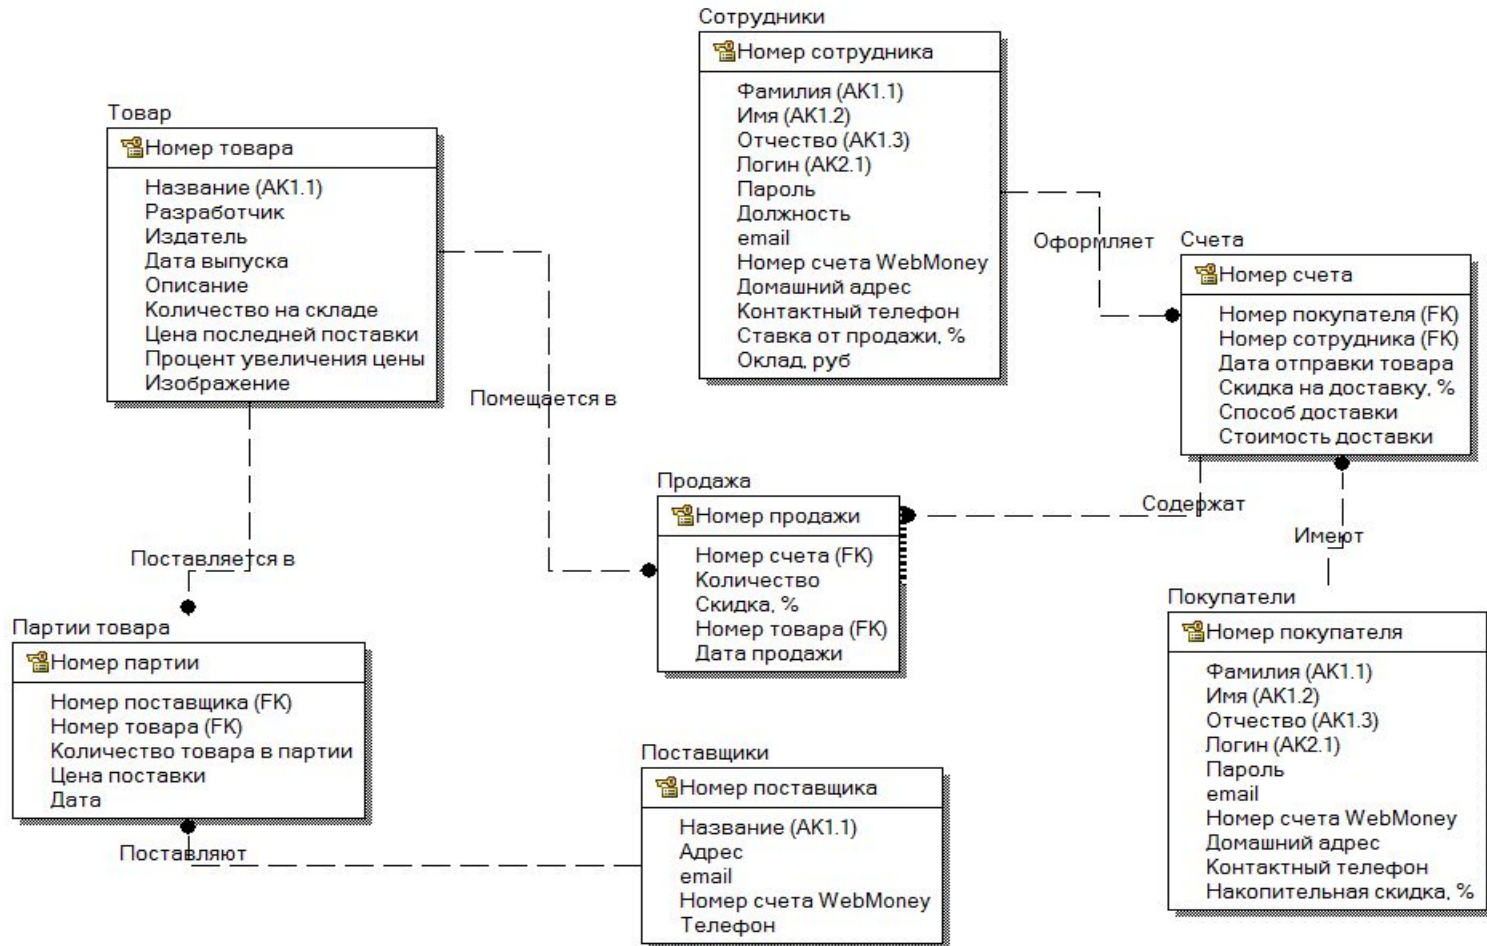 Сотрудники
Номер сотрудника
Фамилия (AK1.1)
Имя (AK1.2)
Отчество (AK1.3)
Логин (AK2.1)
Пароль
Должность
email
Номер счета WebMoney
Домашний адрес
Контактный телефон
Ставка от продажи, %
Оклад, руб
Товар
Номер товара
Название (AK1.1)
Разработчик
Издатель
Дата выпуска
Описание
Количество на складе
Цена последней поставки
Процент увеличения цены
Изображение
Оформляет
Счета
Номер счета
Номер покупателя (FK)
Номер сотрудника (FK)
Дата отправки товара
Скидка на доставку, %
Способ доставки
Стоимость доставки
Помещается в
Продажа
Номер продажи
Номер счета (FK)
Количество
Скидка, %
Номер товара (FK)
Дата продажи
Содержат
Имеют
Поставляется в
Партии товара
Номер партии
Номер поставщика (FK)
Номер товара (FK)
Количество товара в партии
Цена поставки
Дата
Поставляют
Поставщики
Номер поставщика
Название (AK1.1)
Адрес
email
Номер счета WebMoney
Телефон
Покупатели
Номер покупателя
Фамилия (AK1.1)
Имя (AK1.2)
Отчество (AK1.3)
Логин (AK2.1)
Пароль
email
Номер счета WebMoney
Домашний адрес
Контактный телефон
Накопительная скидка, %